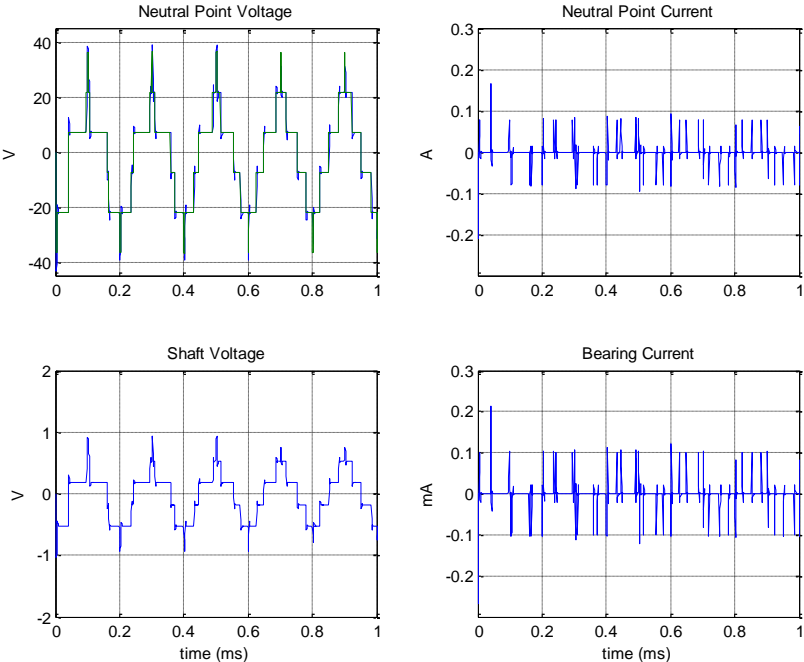 Neutral Point Voltage
V
40
20
0
-20
-40
0 0.2 0.4 0.6 0.8 1
Neutral Point Current
A
0.3
0.2
0.1
0
-0.1
-0.2
0 0.2 0.4 0.6 0.8 1
Shaft Voltage
V
2
1
0
-1
-2
0 0.2 0.4 0.6 0.8 1
time (ms)
Bearing Current
mA
0.3
0.2
0.1
0
-0.1
-0.2
0 0.2 0.4 0.6 0.8 1
time (ms)